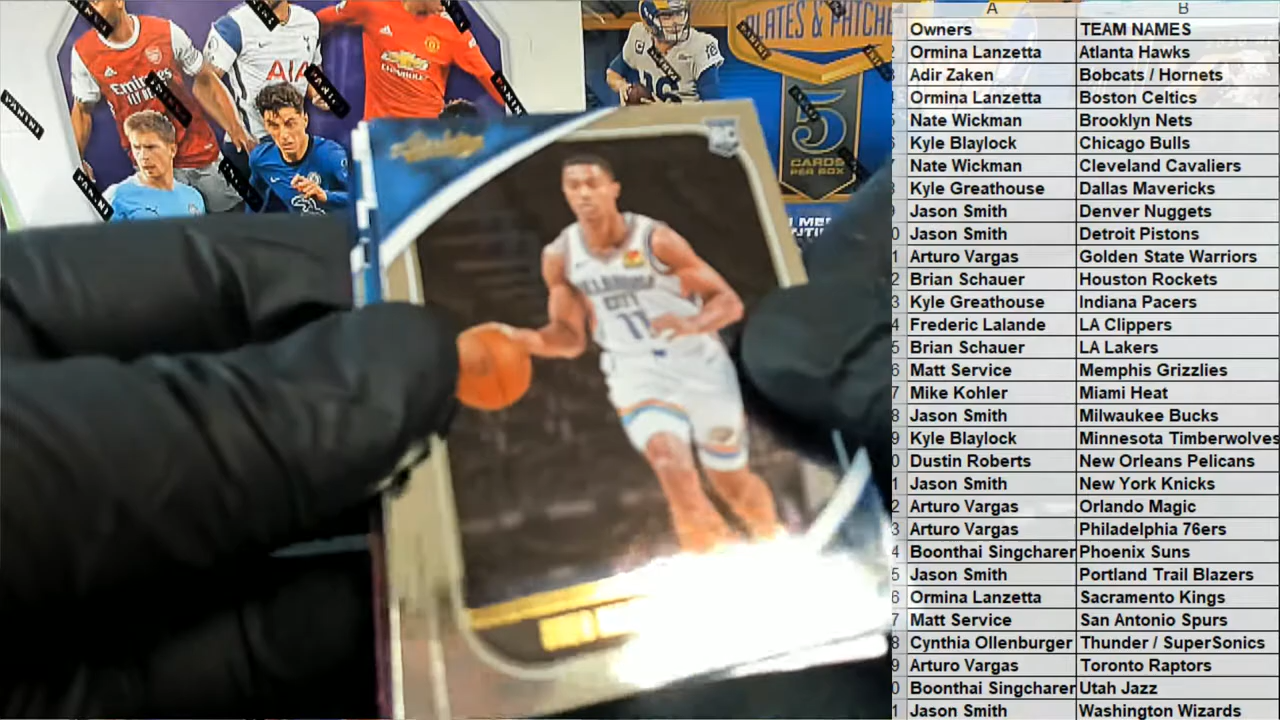 A B
Owners TEAM NAMES
Ormina Lanzetta Atlanta Hawks
Adir Zaken Bobcats / Hornets
Ormina Lanzetta Boston Celtics
Nate Wickman Brooklyn Nets
Kyle Blaylock Chicago Bulls
Nate Wickman Cleveland Cavaliers
Kyle Greathouse Dallas Mavericks
Jason Smith Denver Nuggets
Jason Smith Detroit Pistons
Arturo Vargas Golden State Warriors
Brian Schauer Houston Rockets
Kyle Greathouse Indiana Pacers
Frederic Lalande LA Clippers
Brian Schauer LA Lakers
Matt Service Memphis Grizzlies
Mike Kohler Miami Heat
Jason Smith Milwaukee Bucks
Kyle Blaylock Minnesota Timberwolves
Dustin Roberts New Orleans Pelicans
Jason Smith New York Knicks
Arturo Vargas Orlando Magic
Arturo Vargas Philadelphia 76ers
Boonthai Singcharer Phoenix Suns
Jason Smith Portland Trail Blazers
Ormina Lanzetta Sacramento Kings
Matt Service San Antonio Spurs
Cynthia Ollenburger Thunder / SuperSonics
Arturo Vargas Toronto Raptors
Boonthai Singcharer Utah Jazz
Jason Smith Washington Wizards
PLATES & PATCHE
5
CARDS
PER BOX
PANINI
PANINI
PANINI
AIA
CHEVROLET
CITY
11